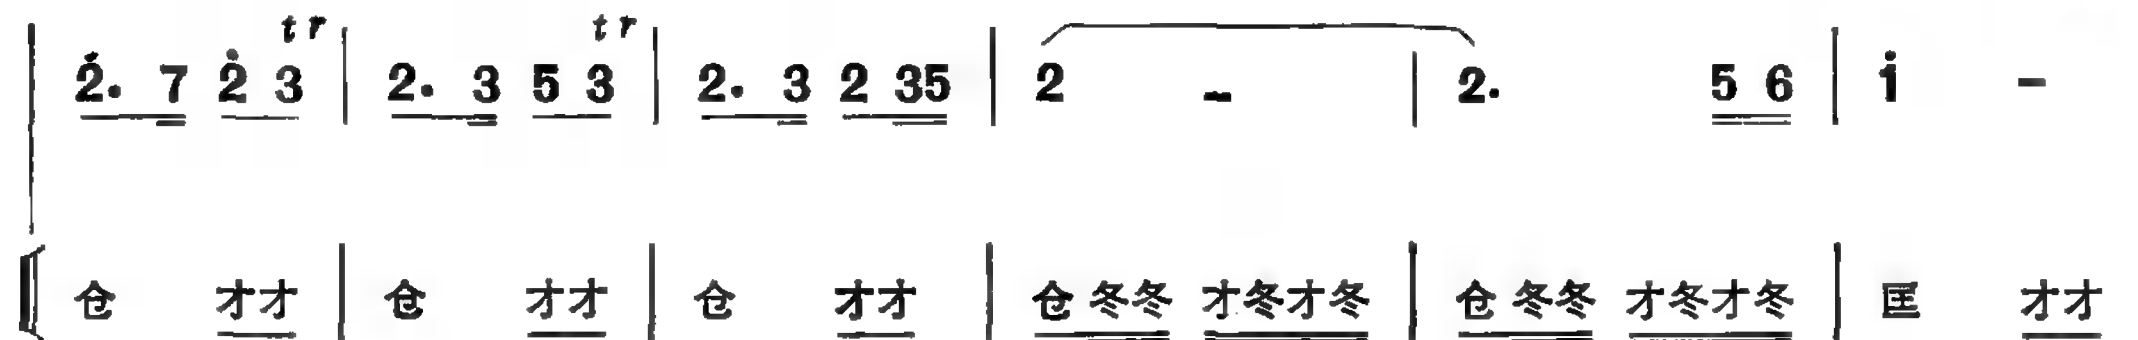 tr tr
2̇. 7 2̇ 3 | 2. 3 5 3 | 2. 3 2 35 | 2 - | 2. 5 6 | i̇ -
仓 才才 | 仓 才才 | 仓 才才 | 仓 冬冬 才冬才冬 | 仓 冬冬 才冬才冬 | 匡 才才